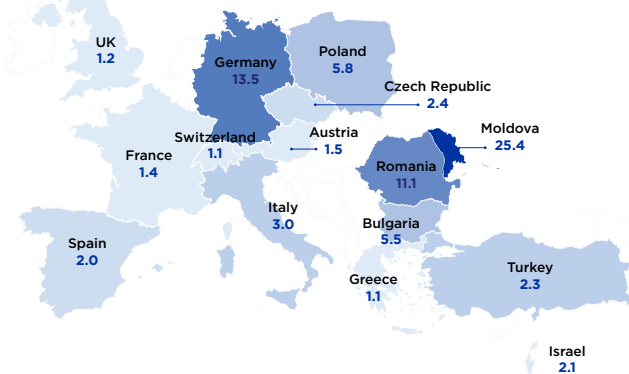 UK
1.2
Germany
13.5
Poland
5.8
Czech Republic
2.4
Switzerland
1.1
Austria
1.5
Moldova
25.4
France
1.4
Romania
11.1
Italy
3.0
Bulgaria
5.5
Spain
2.0
Greece
1.1
Turkey
2.3
Israel
2.1